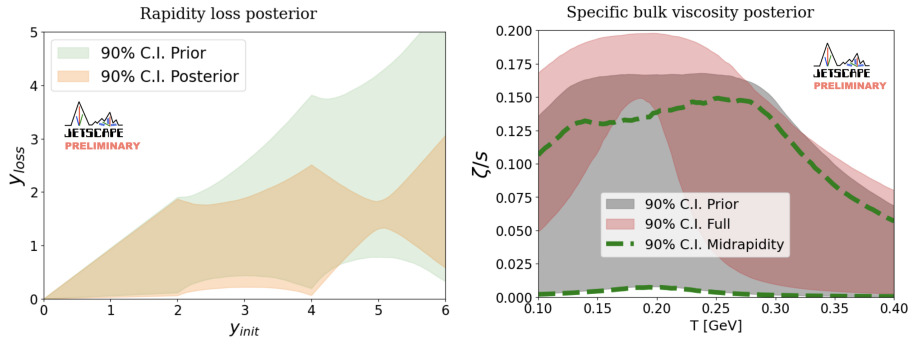 Rapidity loss posterior
5
4
3
2
1
0
y_loss
90% C.I. Prior
90% C.I. Posterior
JETSCAPE
PRELIMINARY
0 1 2 3 4 5 6
y_init
Specific bulk viscosity posterior
0.200
0.175
0.150
0.125
0.100
0.075
0.050
0.025
0.000
ζ/s
JETSCAPE
PRELIMINARY
90% C.I. Prior
90% C.I. Full
90% C.I. Midrapidity
0.10 0.15 0.20 0.25 0.30 0.35 0.40
T [GeV]